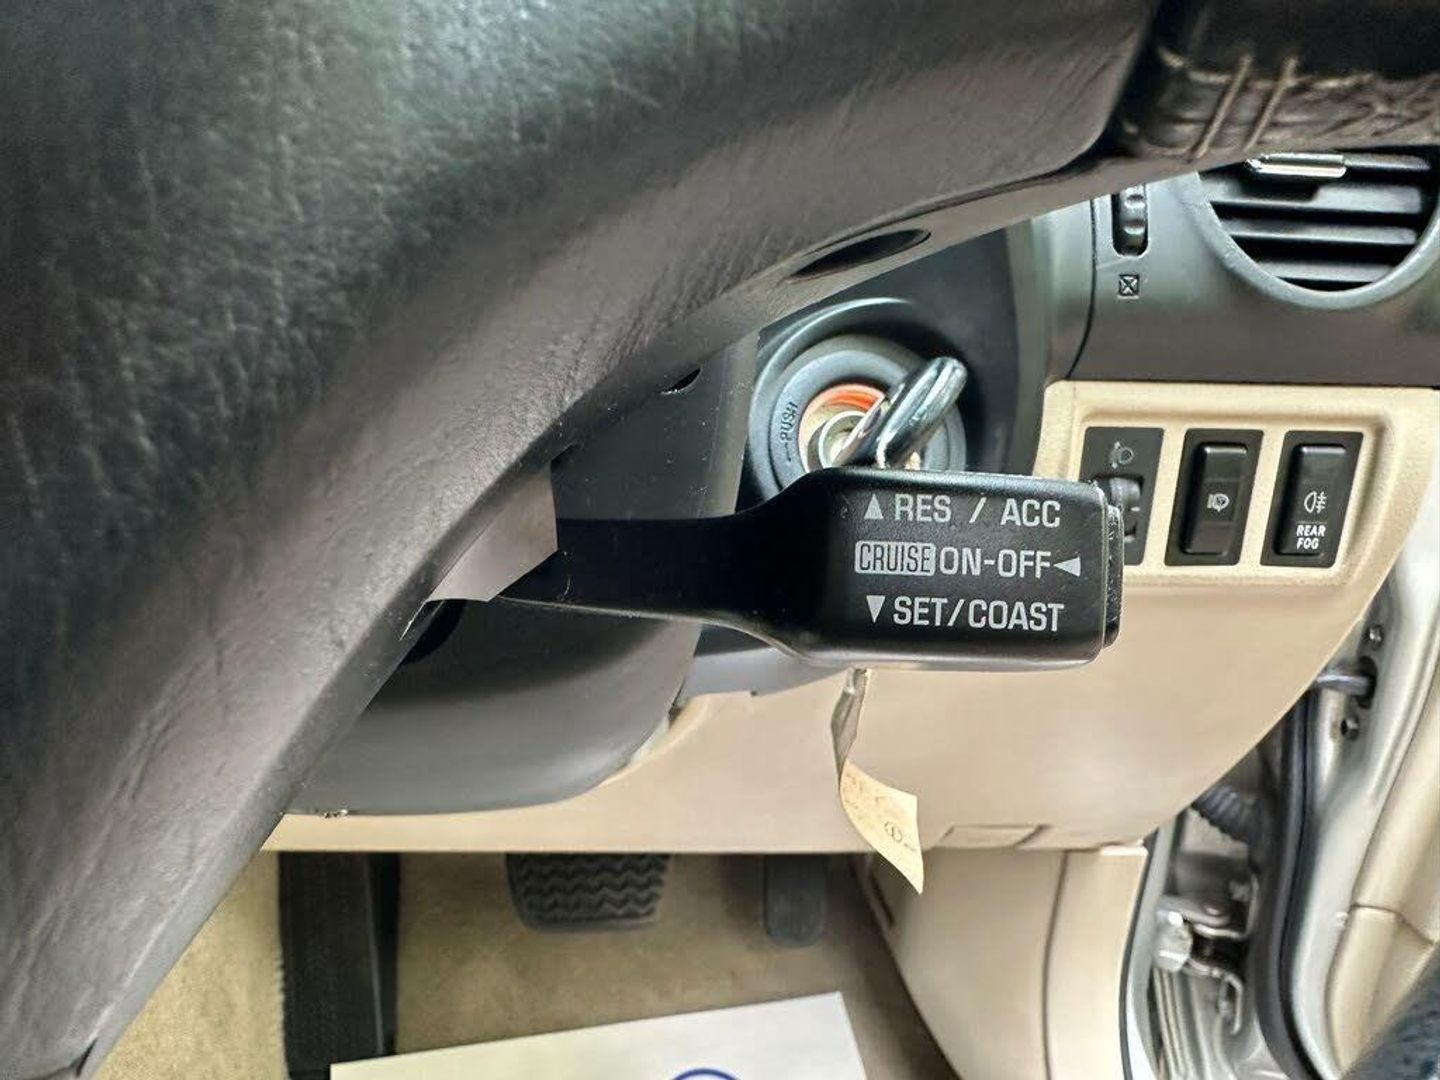 PUSH
▲ RES / ACC
CRUISE ON-OFF ◄
▼ SET/COAST
REAR
FOG